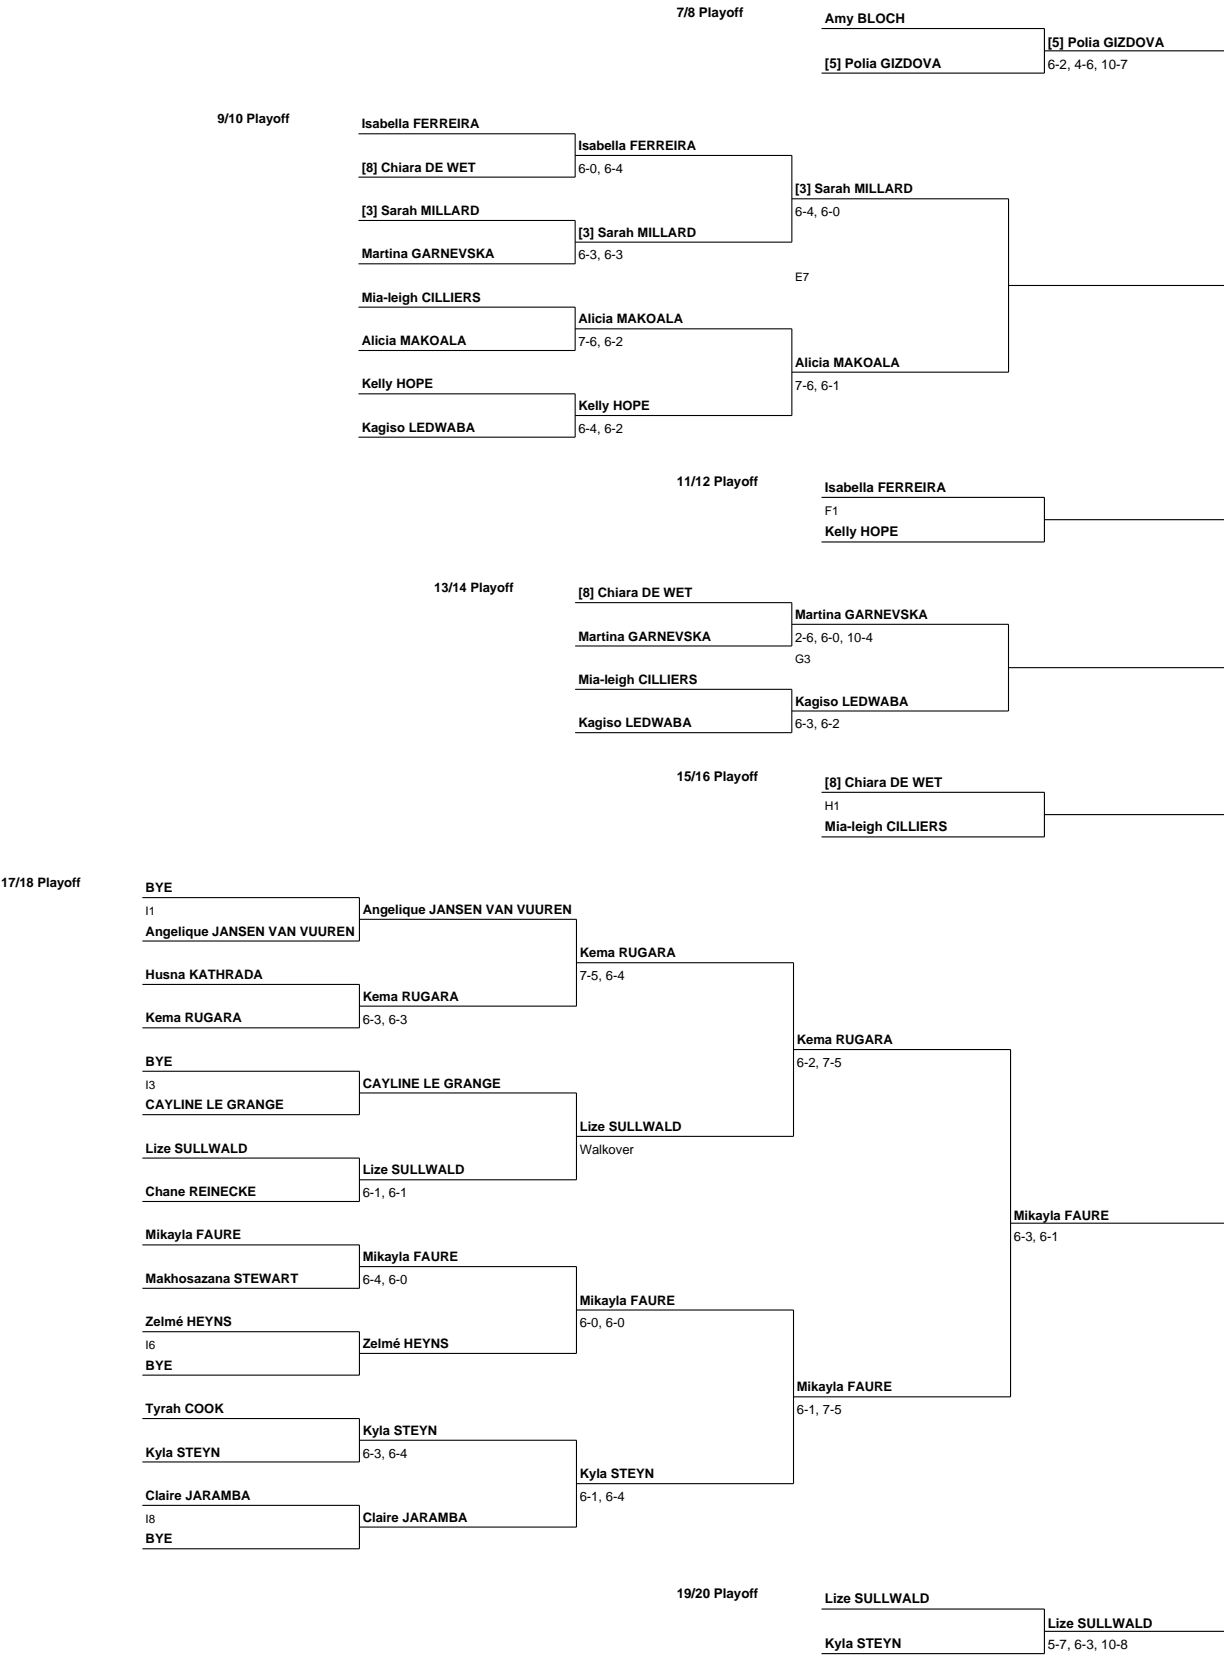 7/8 Playoff
Amy BLOCH
[5] Polia GIZDOVA
[5] Polia GIZDOVA
6-2, 4-6, 10-7
9/10 Playoff
Isabella FERREIRA
Isabella FERREIRA
[8] Chiara DE WET
6-0, 6-4
[3] Sarah MILLARD
[3] Sarah MILLARD
6-4, 6-0
[3] Sarah MILLARD
Martina GARNEVSKA
6-3, 6-3
E7
Mia-leigh CILLIERS
Alicia MAKOALA
Alicia MAKOALA
7-6, 6-2
Alicia MAKOALA
Kelly HOPE
7-6, 6-1
Kelly HOPE
Kagiso LEDWABA
6-4, 6-2
11/12 Playoff
Isabella FERREIRA
F1
Kelly HOPE
13/14 Playoff
[8] Chiara DE WET
Martina GARNEVSKA
Martina GARNEVSKA
2-6, 6-0, 10-4
G3
Mia-leigh CILLIERS
Kagiso LEDWABA
Kagiso LEDWABA
6-3, 6-2
15/16 Playoff
[8] Chiara DE WET
H1
Mia-leigh CILLIERS
17/18 Playoff
BYE
I1
Angelique JANSEN VAN VUUREN
Angelique JANSEN VAN VUUREN
Kema RUGARA
7-5, 6-4
Husna KATHRADA
Kema RUGARA
Kema RUGARA
6-3, 6-3
Kema RUGARA
6-2, 7-5
BYE
I3
CAYLINE LE GRANGE
CAYLINE LE GRANGE
Lize SULLWALD
Walkover
Lize SULLWALD
Lize SULLWALD
Chane REINECKE
6-1, 6-1
Mikayla FAURE
6-3, 6-1
Mikayla FAURE
Mikayla FAURE
Makhosazana STEWART
6-4, 6-0
Mikayla FAURE
6-0, 6-0
Zelmé HEYNS
I6
Zelmé HEYNS
BYE
Mikayla FAURE
6-1, 7-5
Tyrah COOK
Kyla STEYN
Kyla STEYN
6-3, 6-4
Kyla STEYN
6-1, 6-4
Claire JARAMBA
I8
Claire JARAMBA
BYE
19/20 Playoff
Lize SULLWALD
Lize SULLWALD
Kyla STEYN
5-7, 6-3, 10-8